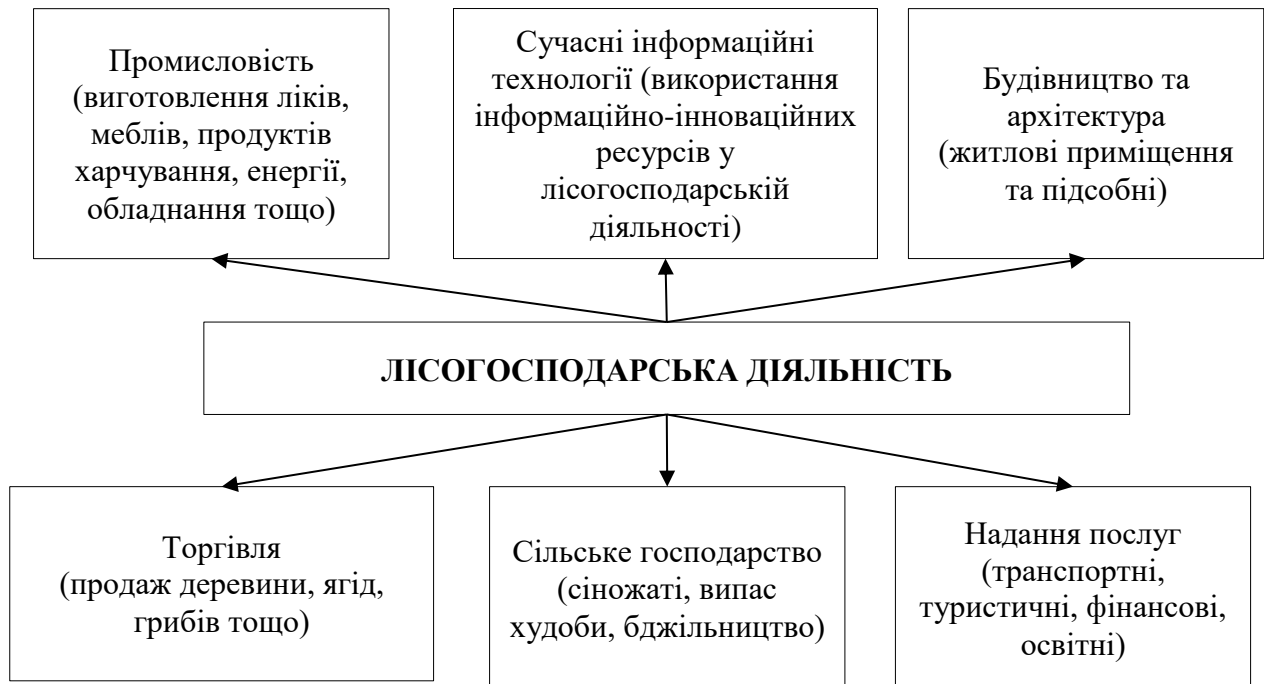 Промисловість
(виготовлення ліків,
меблів, продуктів
харчування, енергії,
обладнання тощо)
Сучасні інформаційні
технології (використання
інформаційно-інноваційних
ресурсів у
лісогосподарській
діяльності)
Будівництво та
архітектура
(житлові приміщення
та підсобні)
ЛІСОГОСПОДАРСЬКА ДІЯЛЬНІСТЬ
Торгівля
(продаж деревини, ягід,
грибів тощо)
Сільське господарство
(сіножаті, випас
худоби, бджільництво)
Надання послуг
(транспортні,
туристичні, фінансові,
освітні)